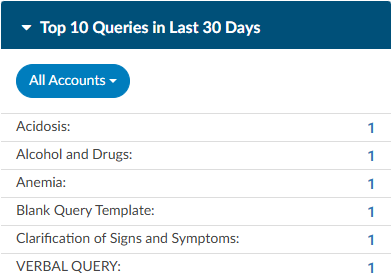 Top 10 Queries in Last 30 Days
All Accounts
Acidosis: 1
Alcohol and Drugs: 1
Anemia: 1
Blank Query Template: 1
Clarification of Signs and Symptoms: 1
VERBAL QUERY: 1